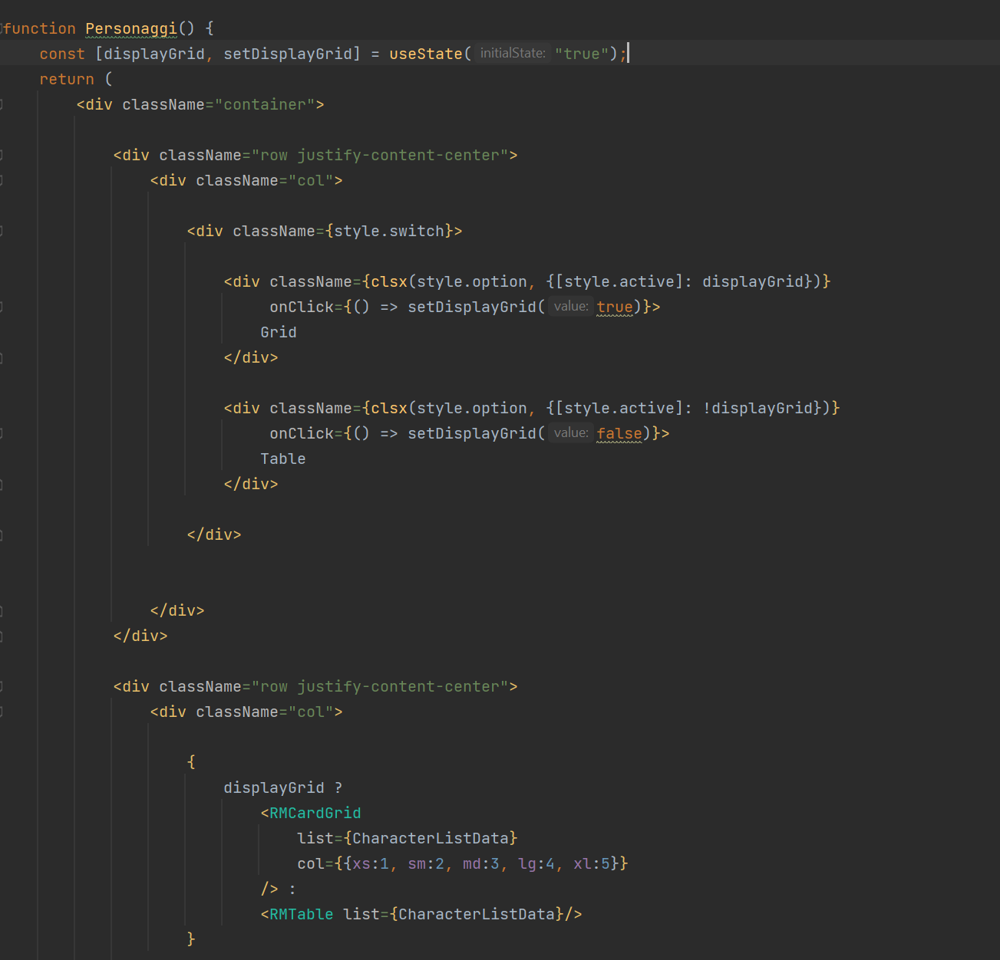 function Personaggi() {
const [displayGrid, setDisplayGrid] = useState( initialState: "true");
return (
<div className="container">
<div className="row justify-content-center">
<div className="col">
<div className={style.switch}>
<div className={clsx(style.option, {[style.active]: displayGrid})}
onClick={() => setDisplayGrid( value: true)}>
Grid
</div>
<div className={clsx(style.option, {[style.active]: !displayGrid})}
onClick={() => setDisplayGrid( value: false)}>
Table
</div>
</div>
</div>
</div>
<div className="row justify-content-center">
<div className="col">
{
displayGrid ?
<RMCardGrid
list={CharacterListData}
col={{xs:1, sm:2, md:3, lg:4, xl:5}}
/> :
<RMTable list={CharacterListData}/>
}